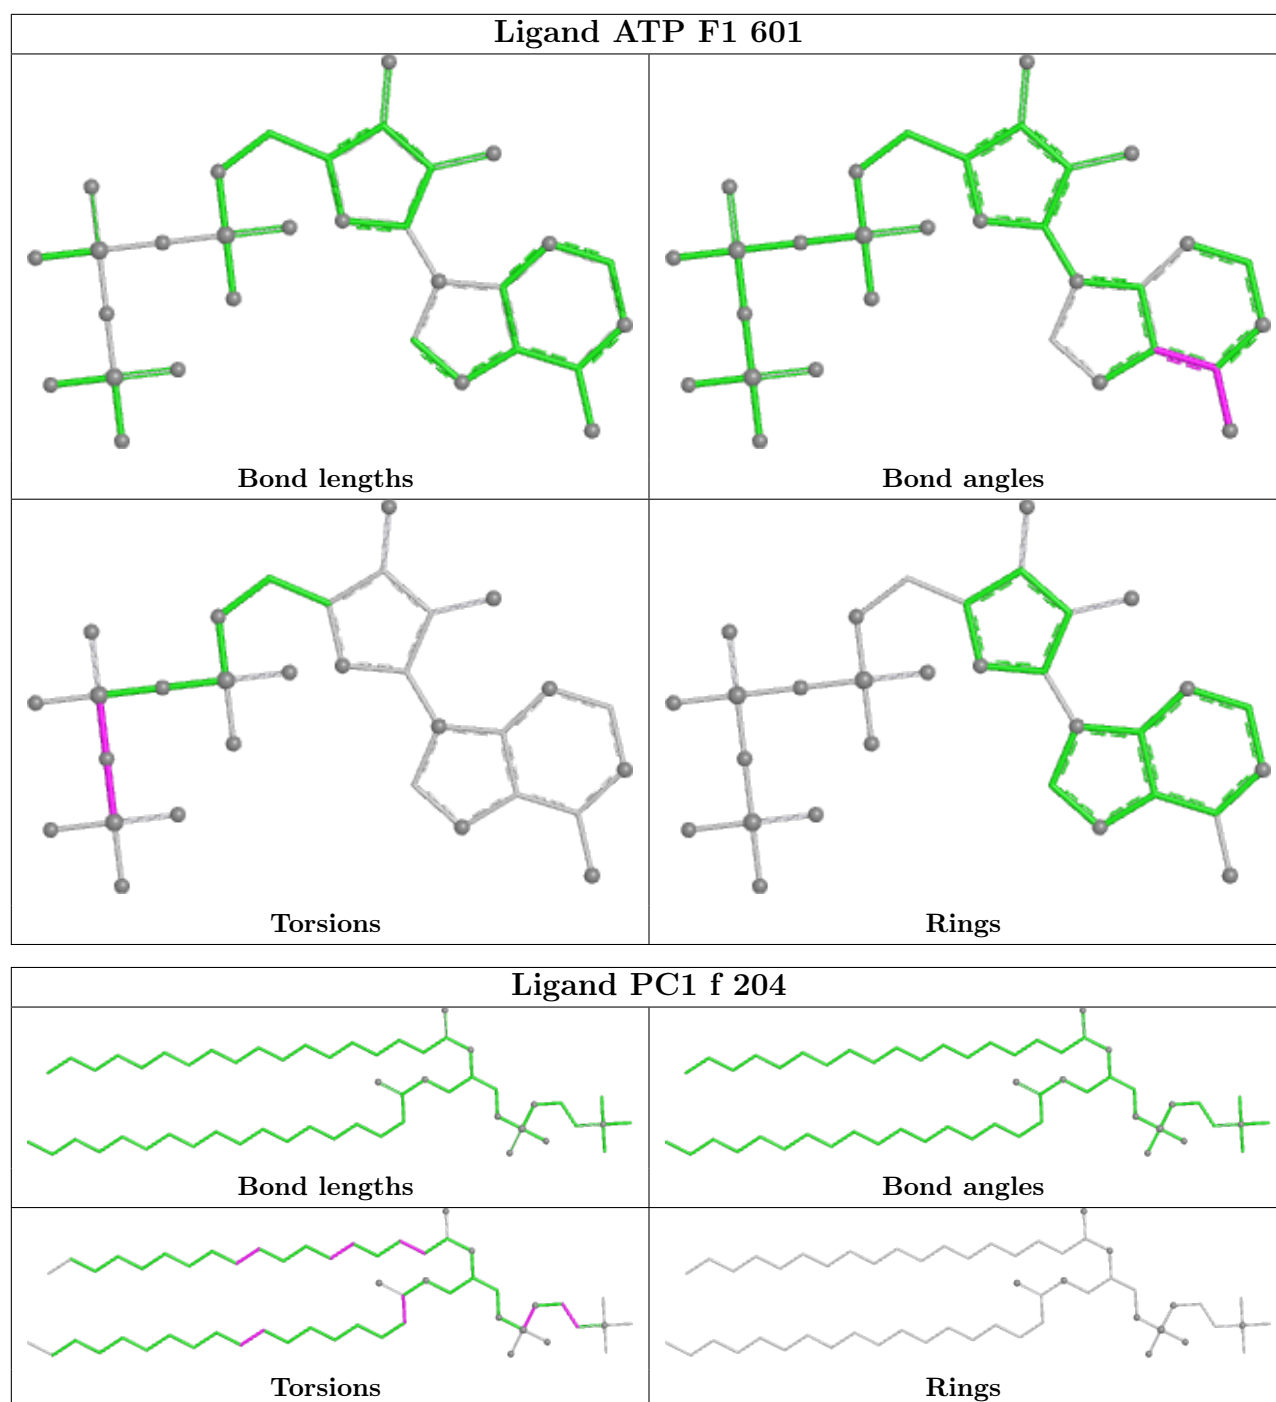 Ligand ATP F1 601
Bond lengths
Bond angles
Torsions
Rings
Ligand PC1 f 204
Bond lengths
Bond angles
Torsions
Rings